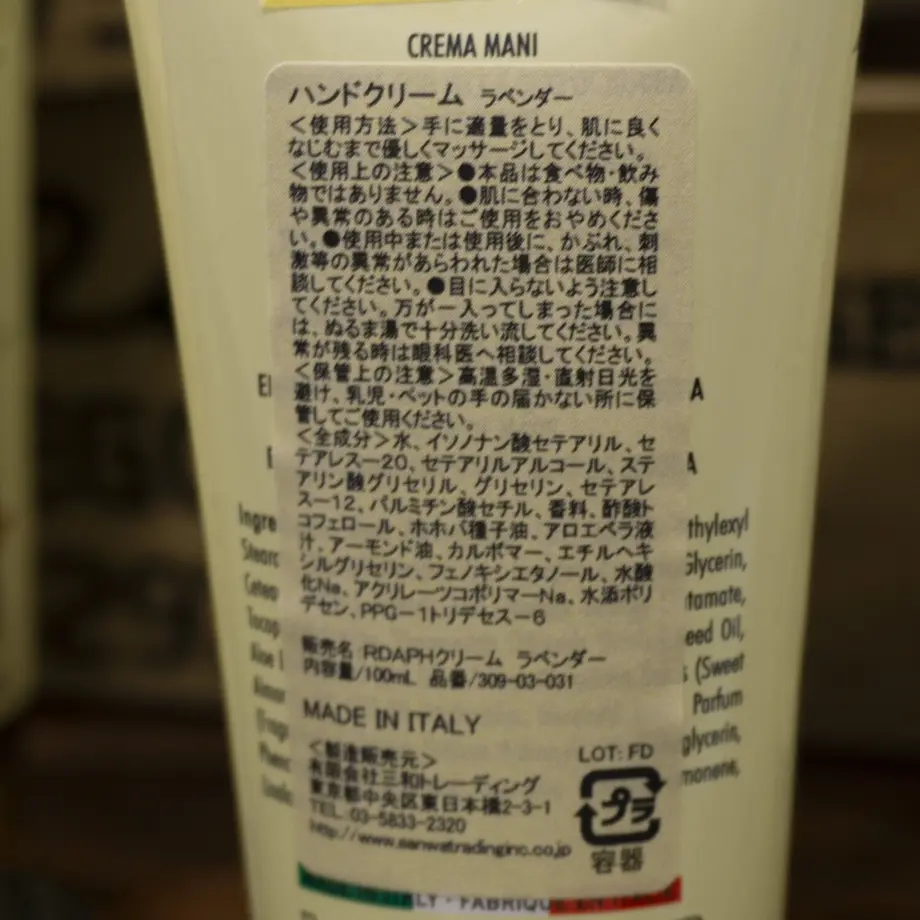 CREMA MANI
ハンドクリーム ラベンダー
＜使用方法＞手に適量をとり、肌に良く
なじむまで優しくマッサージしてください。
＜使用上の注意＞●本品は食べ物・飲み
物ではありません。●肌に合わない時、傷
や異常のある時はご使用をおやめくださ
い。●使用中または使用後に、かぶれ、刺
激等の異常があらわれた場合は医師に相
談してください。●目に入らないよう注意し
てください。万が一入ってしまった場合に
は、ぬるま湯で十分洗い流してください。異
常が残る時は眼科医へ相談してください。
＜保管上の注意＞高温多湿・直射日光を
避け、乳児・ペットの手の届かない所に保
管してご使用ください。
＜全成分＞水、イソノナン酸セテアリル、セ
テアレス－20、セテアリルアルコール、ステ
アリン酸グリセリル、グリセリン、セテアレ
ス－12、パルミチン酸セチル、香料、酢酸ト
コフェロール、ホホバ種子油、アロエベラ液
汁、アーモンド油、カルボマー、エチルヘキ
シルグリセリン、フェノキシエタノール、水酸
化Na、アクリレーツコポリマーNa、水添ポリ
デセン、PPG－1トリデセス－6
Ingre
thylexyl
Stearc
Glycerin,
Cetea
tamate,
Tocop
eed Oil,
Aloe
(Sweet
Parfum
glycerin,
monene,
販売名 RDAPHクリーム ラベンダー
内容量/100mL 品番/309-03-031
MADE IN ITALY
＜製造販売元＞
有限会社三和トレーディング
東京都中央区東日本橋2-3-1
TEL.03-5833-2320
http://www.sanwatradinginc.co.jp
LOT: FD
プラ
容器
ITALY · FABRIQUÉ EN